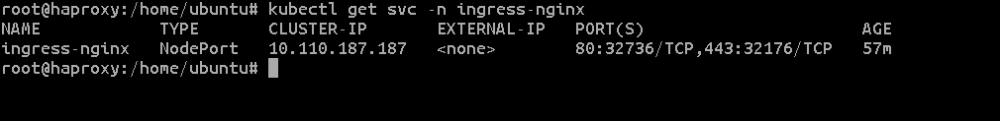 root@haproxy:/home/ubuntu# kubectl get svc -n ingress-nginx
NAME TYPE CLUSTER-IP EXTERNAL-IP PORT(S) AGE
ingress-nginx NodePort 10.110.187.187 <none> 80:32736/TCP,443:32176/TCP 57m
root@haproxy:/home/ubuntu#